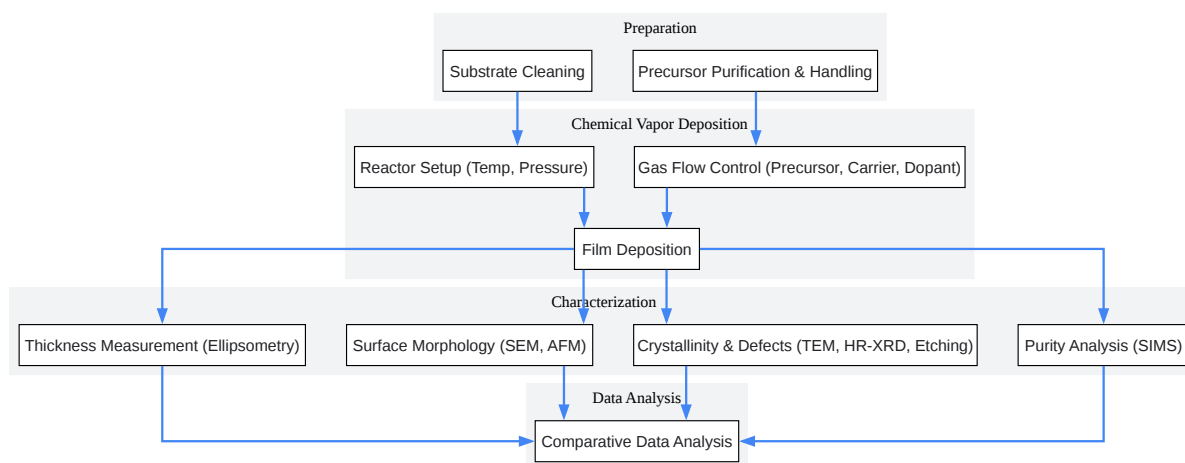 Preparation
Substrate Cleaning
Precursor Purification & Handling
Chemical Vapor Deposition
Reactor Setup (Temp, Pressure)
Gas Flow Control (Precursor, Carrier, Dopant)
Film Deposition
Characterization
Thickness Measurement (Ellipsometry)
Surface Morphology (SEM, AFM)
Crystallinity & Defects (TEM, HR-XRD, Etching)
Purity Analysis (SIMS)
Data Analysis
Comparative Data Analysis